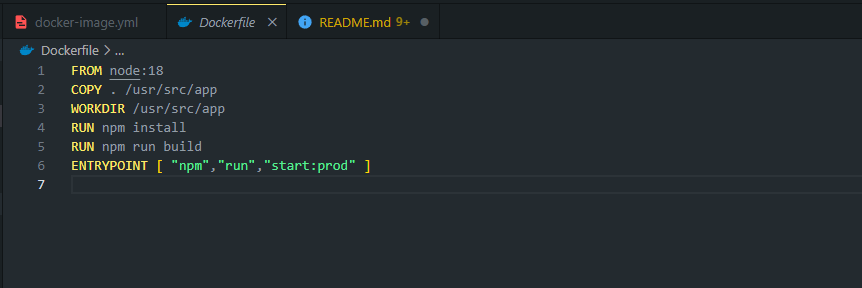 docker-image.yml Dockerfile README.md 9+
Dockerfile > ...
1 FROM node:18
2 COPY . /usr/src/app
3 WORKDIR /usr/src/app
4 RUN npm install
5 RUN npm run build
6 ENTRYPOINT [ "npm","run","start:prod" ]
7